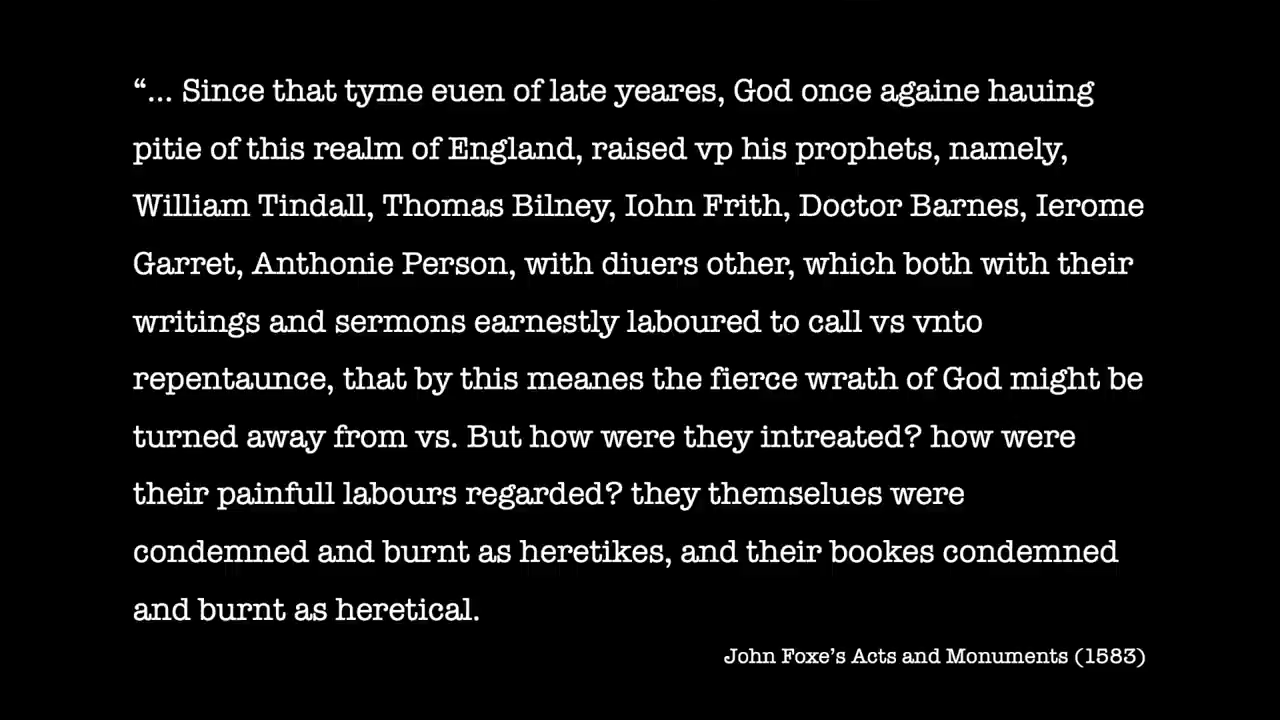 “... Since that tyme euen of late yeares, God once againe hauing
pitie of this realm of England, raised vp his prophets, namely,
William Tindall, Thomas Bilney, Iohn Frith, Doctor Barnes, Ierome
Garret, Anthonie Person, with diuers other, which both with their
writings and sermons earnestly laboured to call vs vnto
repentaunce, that by this meanes the fierce wrath of God might be
turned away from vs. But how were they intreated? how were
their painfull labours regarded? they themselues were
condemned and burnt as heretikes, and their bookes condemned
and burnt as heretical.
John Foxe’s Acts and Monuments (1583)